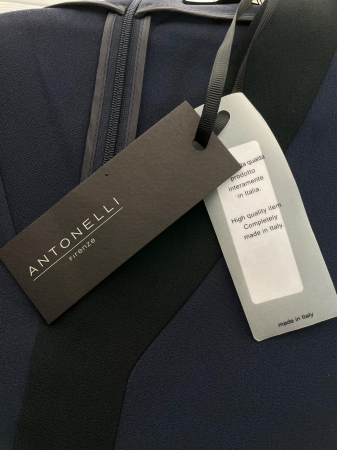 ANTONELLI
Firenze
qualità
prodotto
interamente
in Italia.
High quality item.
Completely
made in Italy
made in Italy